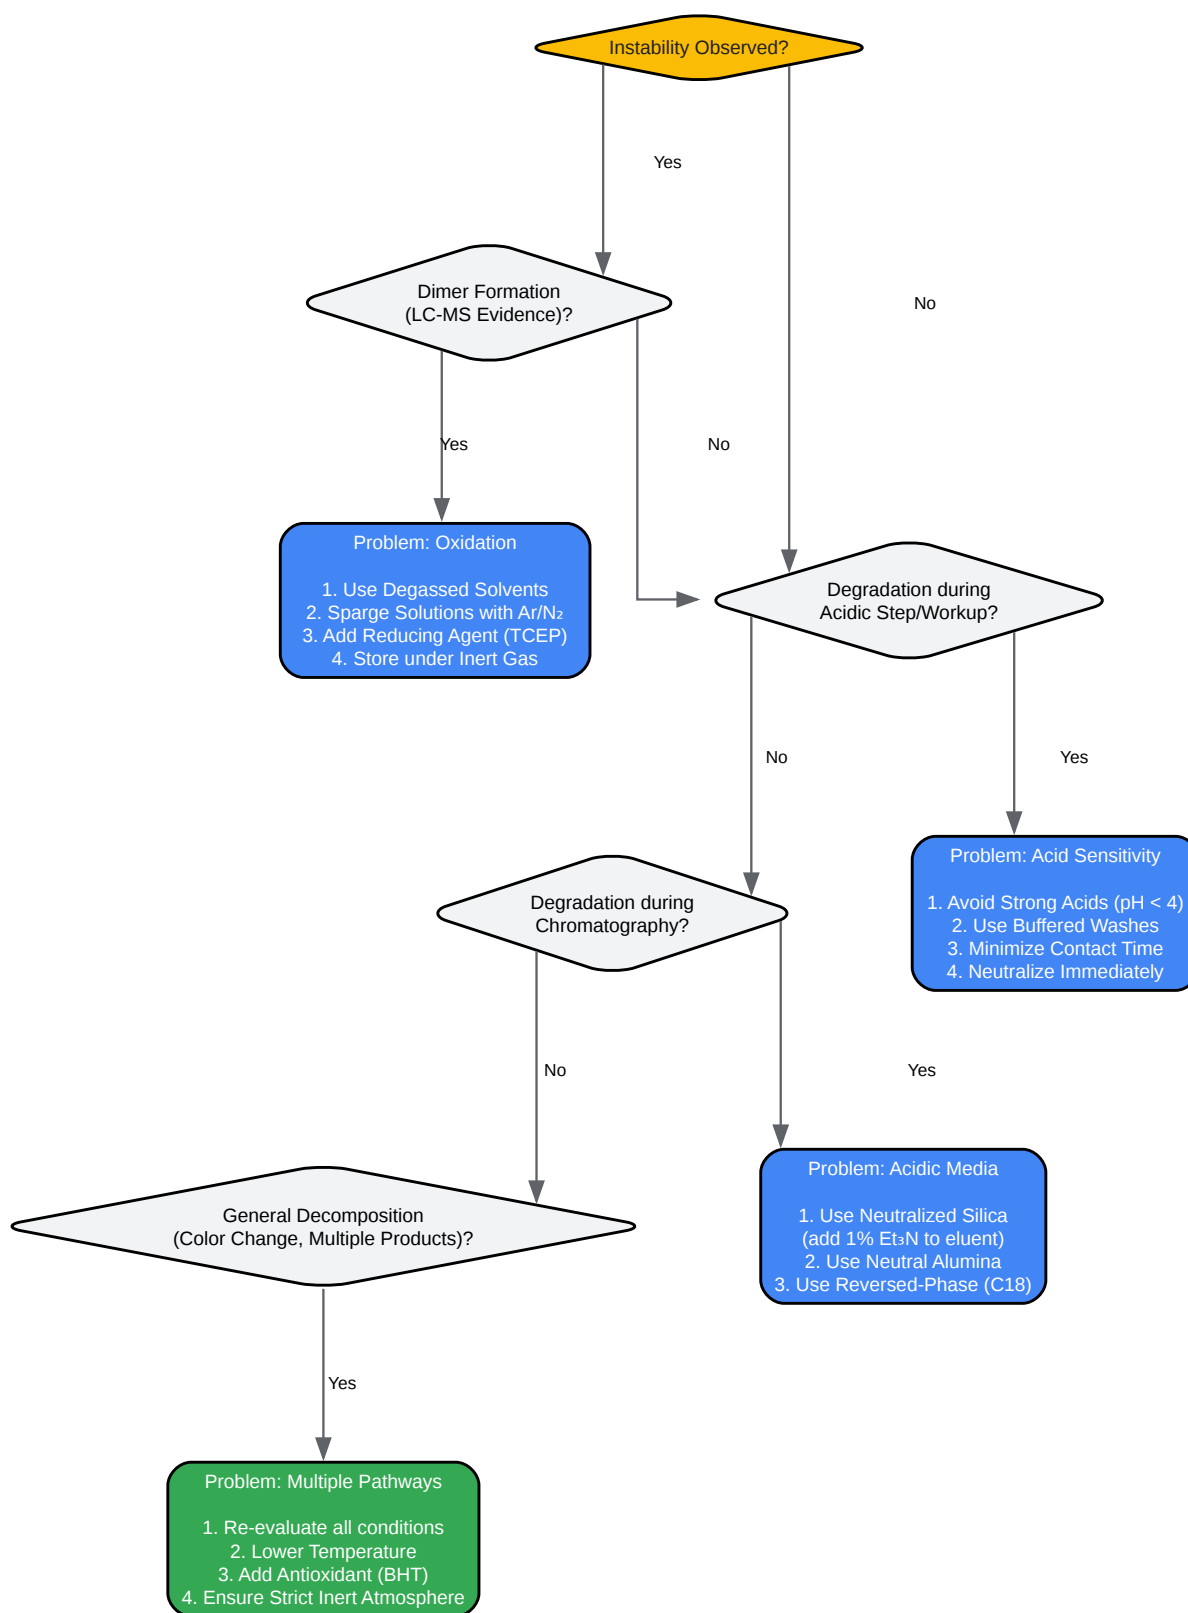 Instability Observed?
Yes
No
Dimer Formation
(LC-MS Evidence)?
Yes
No
Problem: Oxidation
1. Use Degassed Solvents
2. Sparge Solutions with Ar/N₂
3. Add Reducing Agent (TCEP)
4. Store under Inert Gas
Degradation during
Acidic Step/Workup?
No
Yes
Problem: Acid Sensitivity
1. Avoid Strong Acids (pH < 4)
2. Use Buffered Washes
3. Minimize Contact Time
4. Neutralize Immediately
Degradation during
Chromatography?
No
Yes
Problem: Acidic Media
1. Use Neutralized Silica
(add 1% Et₃N to eluent)
2. Use Neutral Alumina
3. Use Reversed-Phase (C18)
General Decomposition
(Color Change, Multiple Products)?
Yes
Problem: Multiple Pathways
1. Re-evaluate all conditions
2. Lower Temperature
3. Add Antioxidant (BHT)
4. Ensure Strict Inert Atmosphere